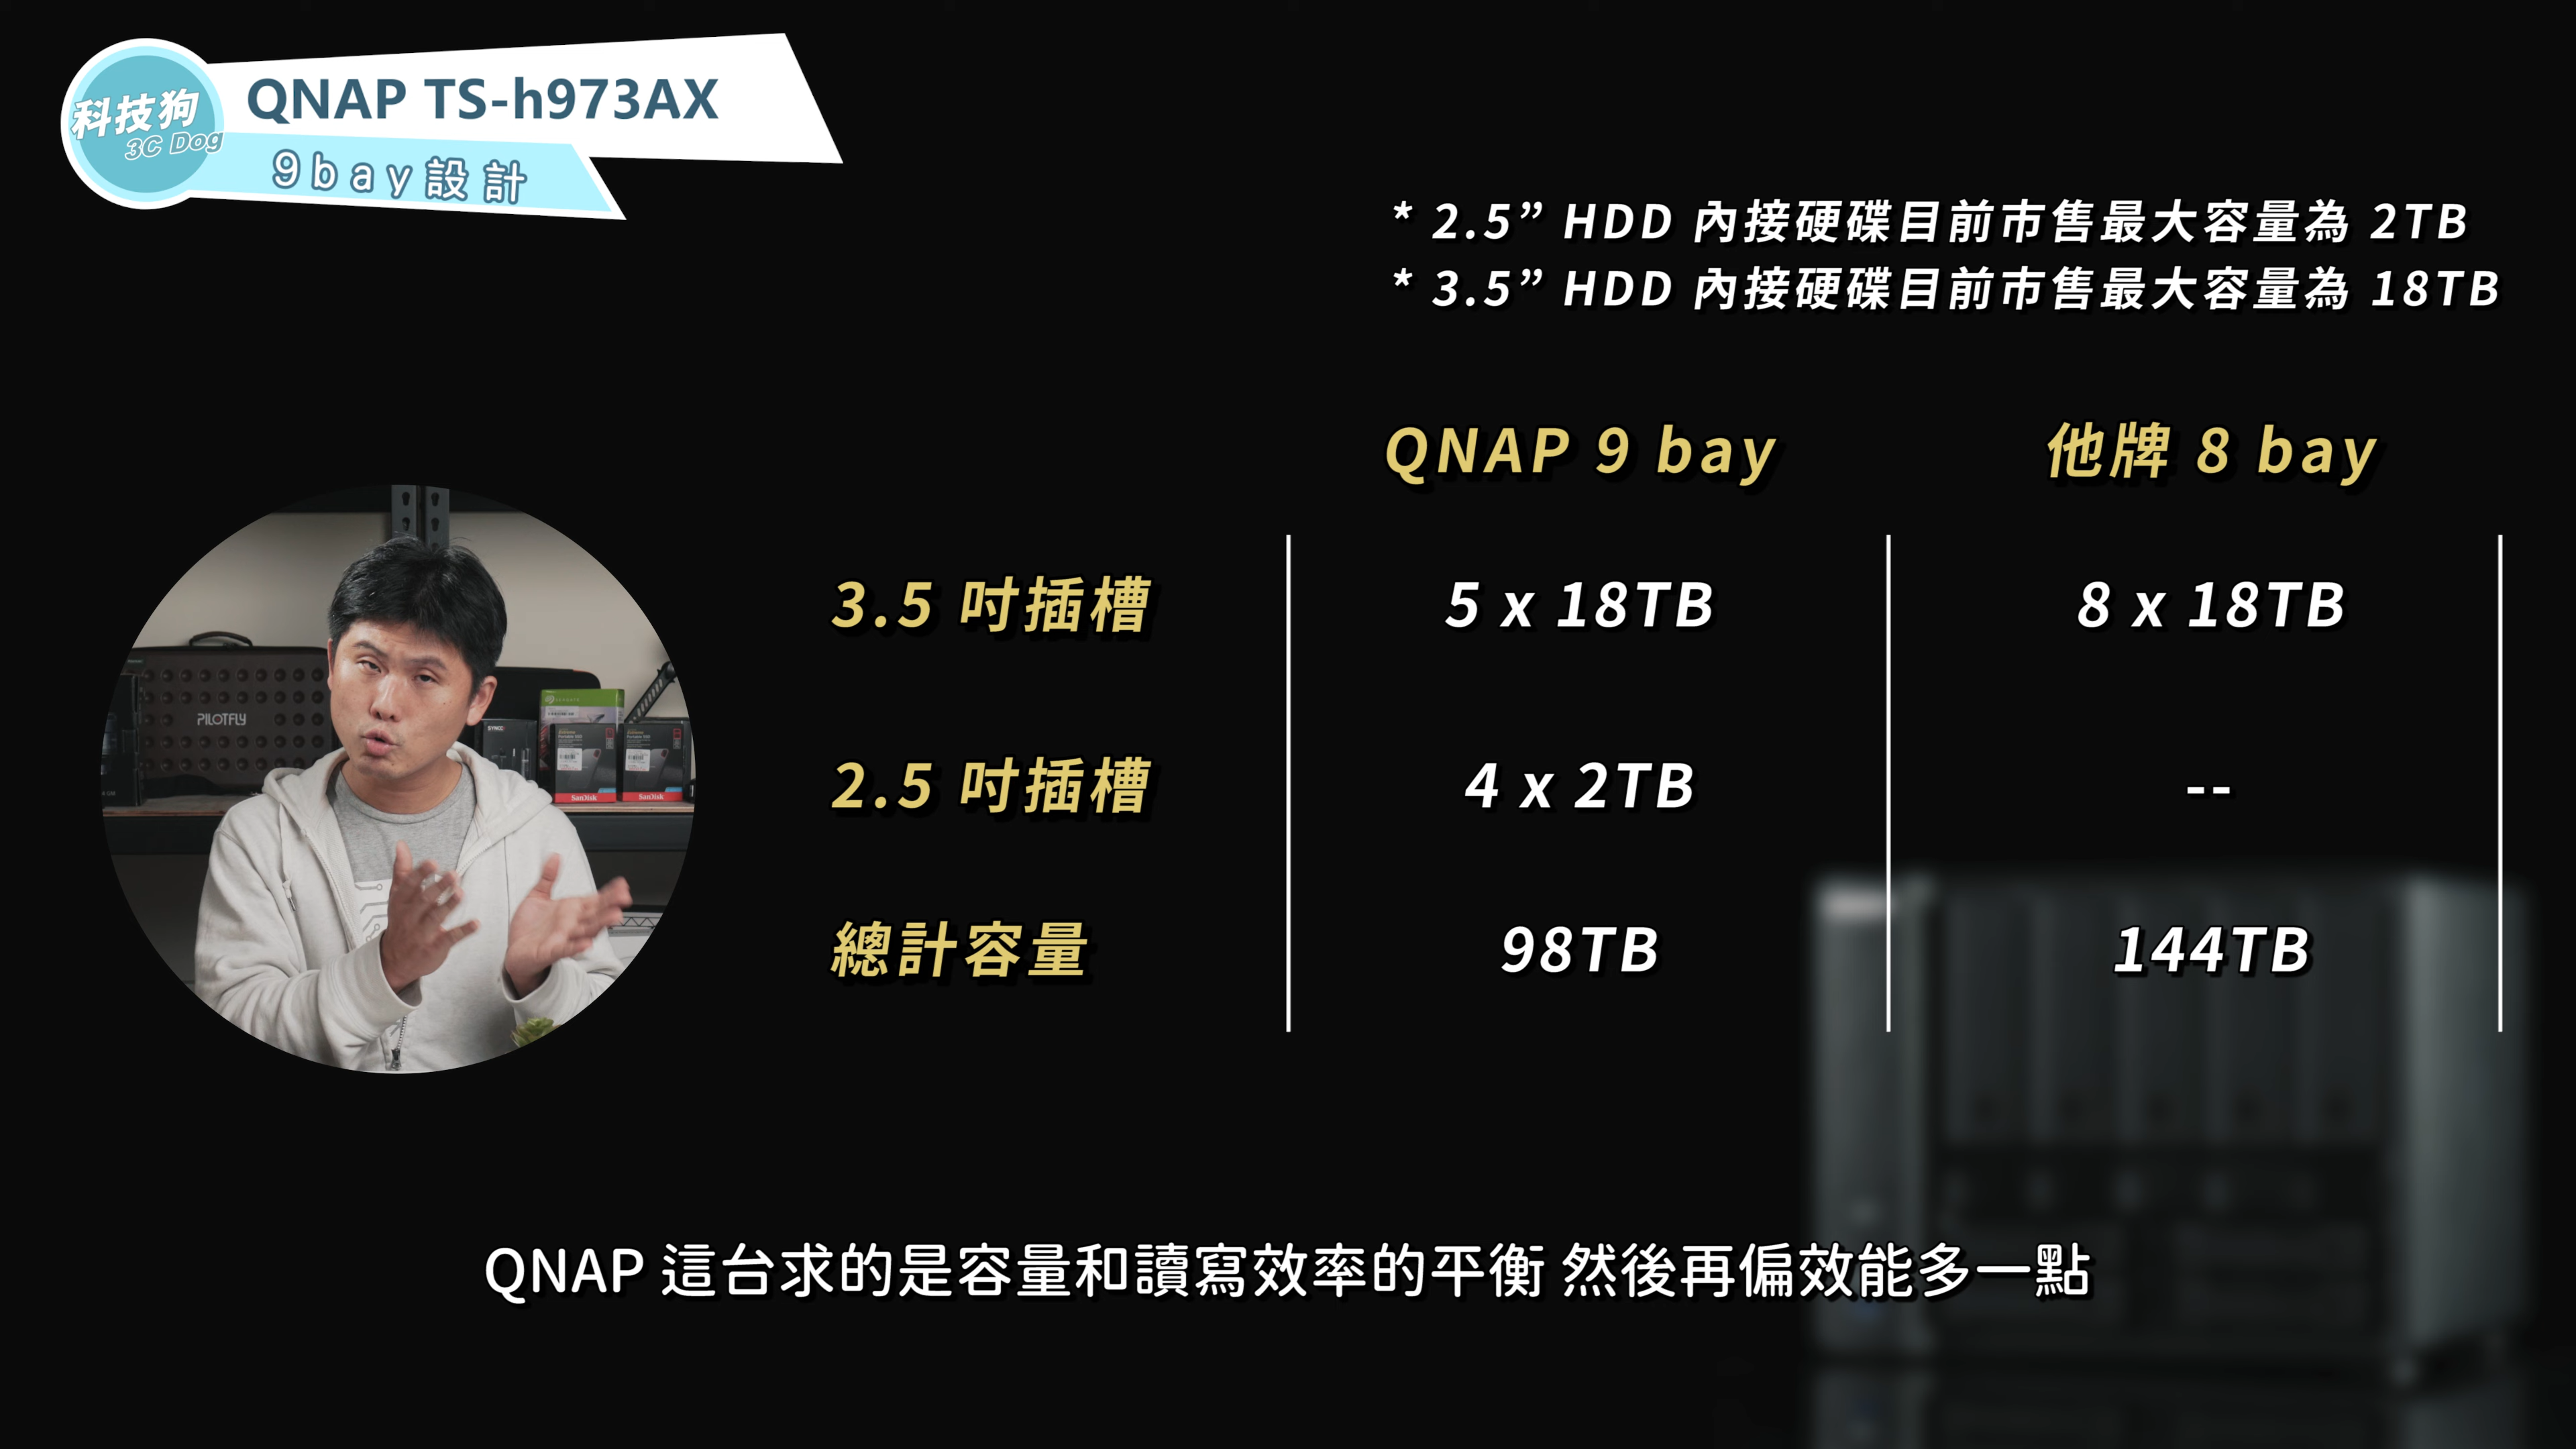 科技狗
3C Dog
QNAP TS-h973AX
9bay設計
* 2.5” HDD 內接硬碟目前市售最大容量為 2TB
* 3.5” HDD 內接硬碟目前市售最大容量為 18TB
QNAP 9 bay 他牌 8 bay
3.5 吋插槽 5 x 18TB 8 x 18TB
2.5 吋插槽 4 x 2TB --
總計容量 98TB 144TB
PILOTFLY
SanDisk
SanDisk
QNAP 這台求的是容量和讀寫效率的平衡 然後再偏效能多一點